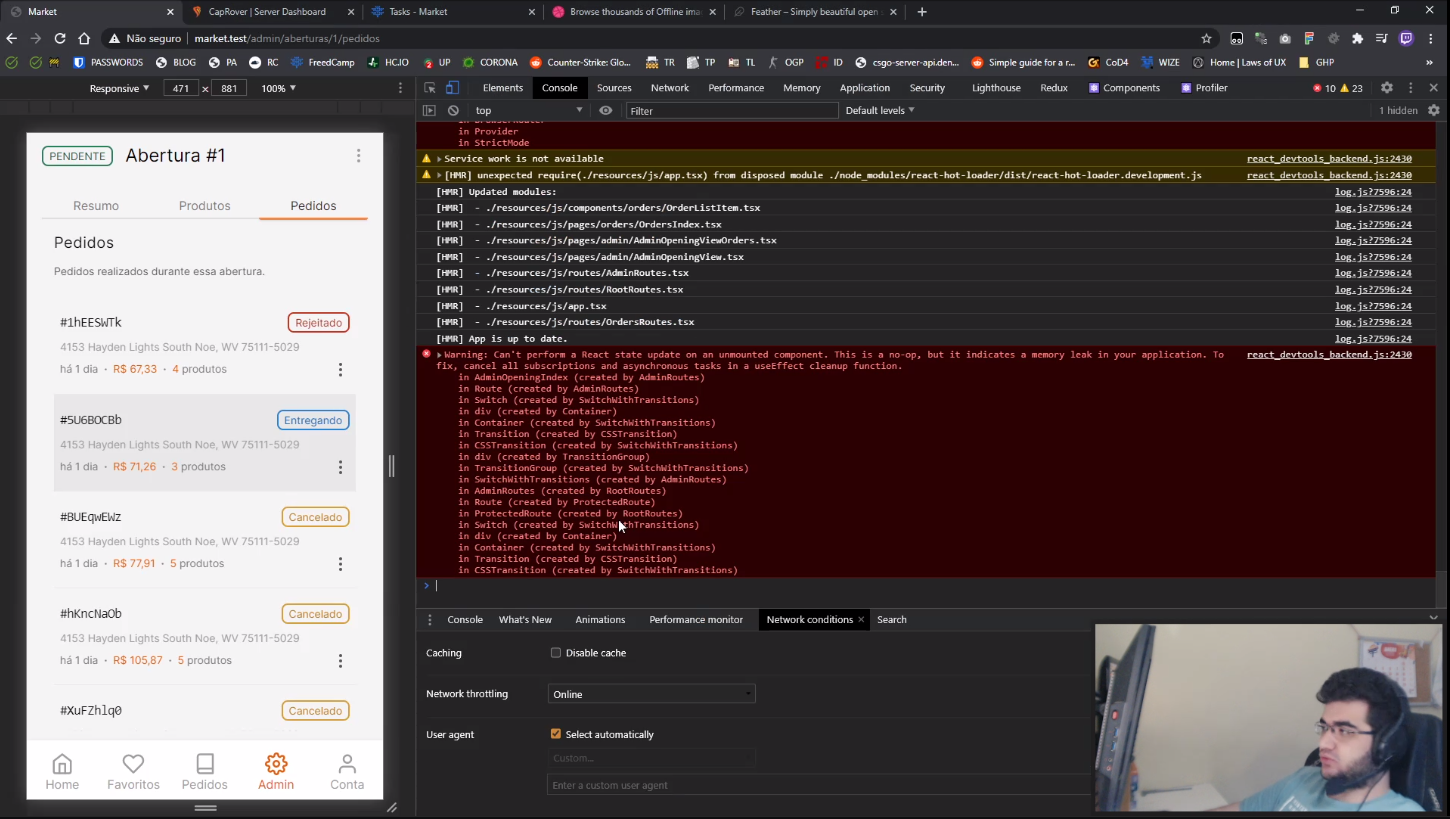 Market
CapRover | Server Dashboard
Tasks - Market
Browse thousands of Offline ima
Feather – Simply beautiful open
Não seguro
market.test/admin/aberturas/1/pedidos
PASSWORDS
BLOG
PA
RC
FreedCamp
HCJO
UP
CORONA
Counter-Strike: Glo...
TR
TP
TL
OGP
ID
csgo-server-api.den...
Simple guide for a r...
CoD4
WIZE
Home | Laws of UX
GHP
»
Responsive
471 x 881
100%
Elements
Console
Sources
Network
Performance
Memory
Application
Security
Lighthouse
Redux
Components
Profiler
10
23
top
Filter
Default levels
1 hidden
in Provider
in StrictMode
Service work is not available
react_devtools_backend.js:2430
[HMR] unexpected require(./resources/js/app.tsx) from disposed module ./node_modules/react-hot-loader/dist/react-hot-loader.development.js
react_devtools_backend.js:2430
[HMR] Updated modules:
log.js?7596:24
[HMR] - ./resources/js/components/orders/OrderListItem.tsx
log.js?7596:24
[HMR] - ./resources/js/pages/orders/OrdersIndex.tsx
log.js?7596:24
[HMR] - ./resources/js/pages/admin/AdminOpeningViewOrders.tsx
log.js?7596:24
[HMR] - ./resources/js/pages/admin/AdminOpeningView.tsx
log.js?7596:24
[HMR] - ./resources/js/routes/AdminRoutes.tsx
log.js?7596:24
[HMR] - ./resources/js/routes/RootRoutes.tsx
log.js?7596:24
[HMR] - ./resources/js/app.tsx
log.js?7596:24
[HMR] - ./resources/js/routes/OrdersRoutes.tsx
log.js?7596:24
[HMR] App is up to date.
log.js?7596:24
Warning: Can't perform a React state update on an unmounted component. This is a no-op, but it indicates a memory leak in your application. To
react_devtools_backend.js:2430
fix, cancel all subscriptions and asynchronous tasks in a useEffect cleanup function.
in AdminOpeningIndex (created by AdminRoutes)
in Route (created by AdminRoutes)
in Switch (created by SwitchWithTransitions)
in div (created by Container)
in Container (created by SwitchWithTransitions)
in Transition (created by CSSTransition)
in CSSTransition (created by SwitchWithTransitions)
in div (created by TransitionGroup)
in TransitionGroup (created by SwitchWithTransitions)
in SwitchWithTransitions (created by AdminRoutes)
in AdminRoutes (created by RootRoutes)
in Route (created by ProtectedRoute)
in ProtectedRoute (created by RootRoutes)
in Switch (created by SwitchWithTransitions)
in div (created by Container)
in Container (created by SwitchWithTransitions)
in Transition (created by CSSTransition)
in CSSTransition (created by SwitchWithTransitions)
Console
What's New
Animations
Performance monitor
Network conditions
Search
Caching
Disable cache
Network throttling
Online
User agent
Select automatically
Custom...
Enter a custom user agent
PENDENTE
Abertura #1
Resumo
Produtos
Pedidos
Pedidos
Pedidos realizados durante essa abertura.
#1hEESWTk
Rejeitado
4153 Hayden Lights South Noe, WV 75111-5029
há 1 dia · R$ 67,33 · 4 produtos
#5U6BOCBb
Entregando
4153 Hayden Lights South Noe, WV 75111-5029
há 1 dia · R$ 71,26 · 3 produtos
#BUEqwEWz
Cancelado
4153 Hayden Lights South Noe, WV 75111-5029
há 1 dia · R$ 77,91 · 5 produtos
#hKncNaOb
Cancelado
4153 Hayden Lights South Noe, WV 75111-5029
há 1 dia · R$ 105,87 · 5 produtos
#XuFZhlq0
Cancelado
Home
Favoritos
Pedidos
Admin
Conta